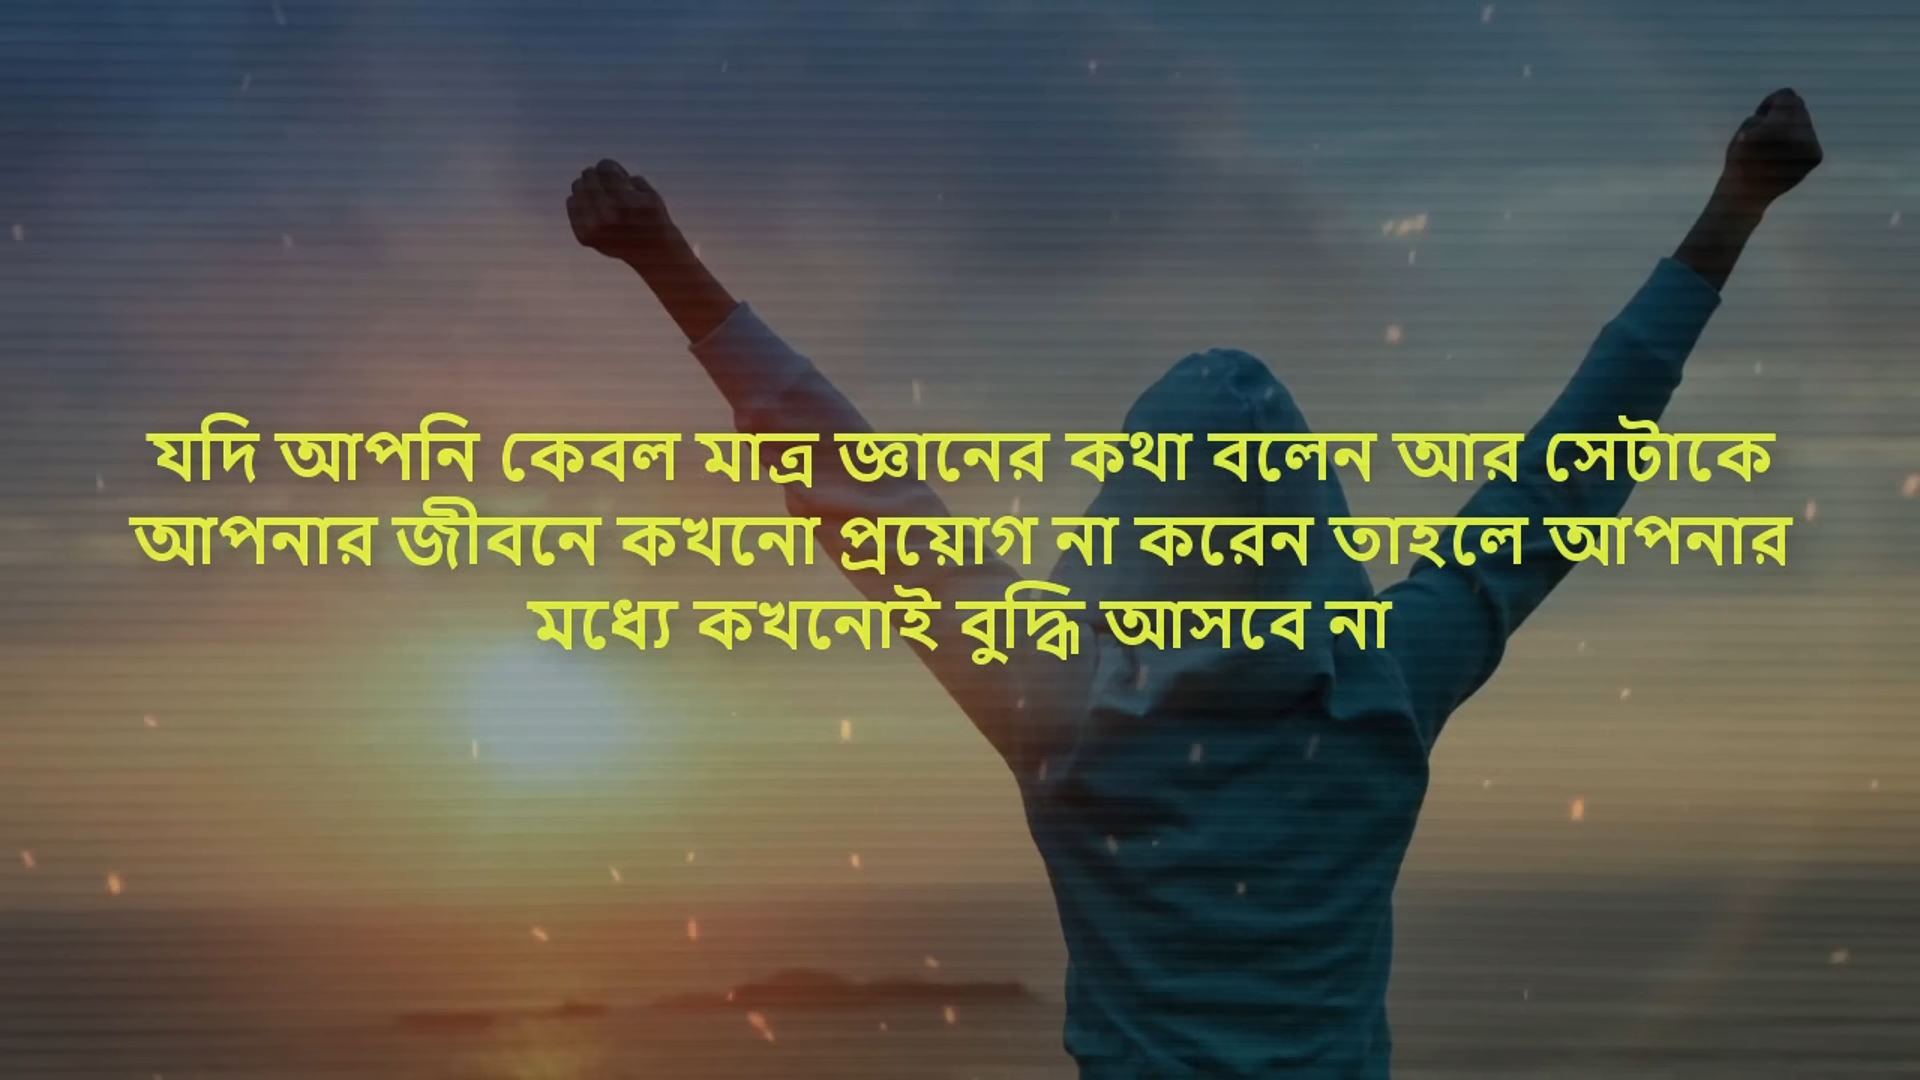 যদি আপনি কেবল মাত্র জ্ঞানের কথা বলেন আর সেটাকে
আপনার জীবনে কখনো প্রয়োগ না করেন তাহলে আপনার
মধ্যে কখনোই বুদ্ধি আসবে না